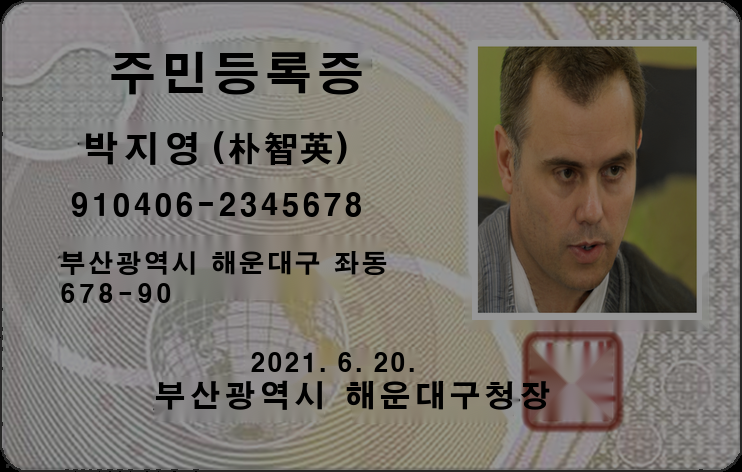 주민등록증
박지영(朴智英)
910406-2345678
부산광역시 해운대구 좌동
678-90
2021. 6. 20.
부산광역시 해운대구청장